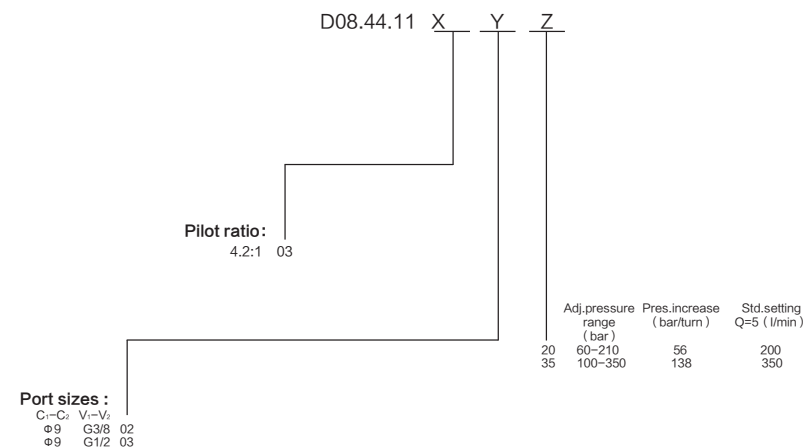 D08.44.11 X Y Z
Pilot ratio:
4.2:1 03
Adj.pressure Pres.increase Std.setting
range (bar/turn) Q=5 (l/min)
(bar)
20 60-210 56 200
35 100-350 138 350
Port sizes :
C₁-C₂ V₁-V₂
Φ9 G3/8 02
Φ9 G1/2 03